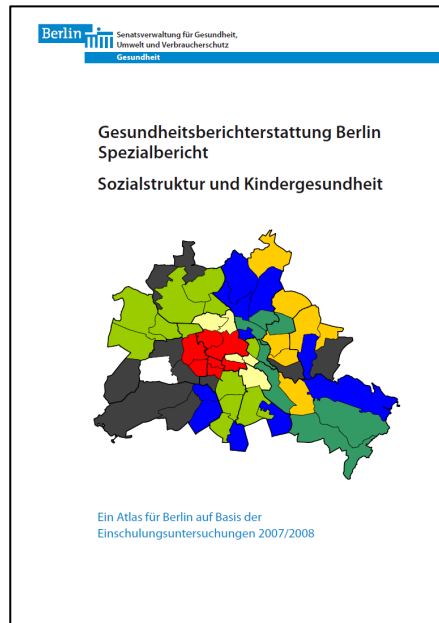 Berlin
Senatsverwaltung für Gesundheit,
Umwelt und Verbraucherschutz
Gesundheit
Gesundheitsberichterstattung Berlin
Spezialbericht
Sozialstruktur und Kindergesundheit
Ein Atlas für Berlin auf Basis der
Einschulungsuntersuchungen 2007/2008